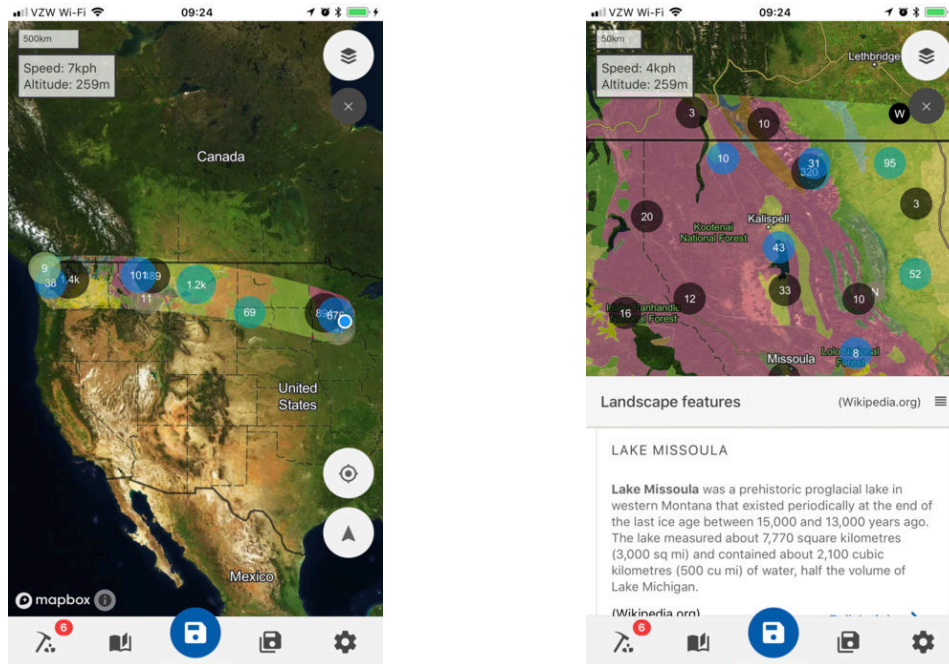 VZW Wi-Fi 09:24
500km
Speed: 7kph
Altitude: 259m
Canada
9
38 1.4k 101 489
11
1.2k
69
676
United
States
Mexico
mapbox
6
VZW Wi-Fi 09:24
50km
Speed: 4kph
Altitude: 259m
Lethbridge
W
3
10
10
31
320
95
3
20
Kalispell
Kootenai
National Forest
43
52
33
12
10
N
16
Missoula
8
Landscape features (Wikipedia.org)
LAKE MISSOULA
Lake Missoula was a prehistoric proglacial lake in
western Montana that existed periodically at the end of
the last ice age between 15,000 and 13,000 years ago.
The lake measured about 7,770 square kilometres
(3,000 sq mi) and contained about 2,100 cubic
kilometres (500 cu mi) of water, half the volume of
Lake Michigan.
(Wikipedia.org)
6